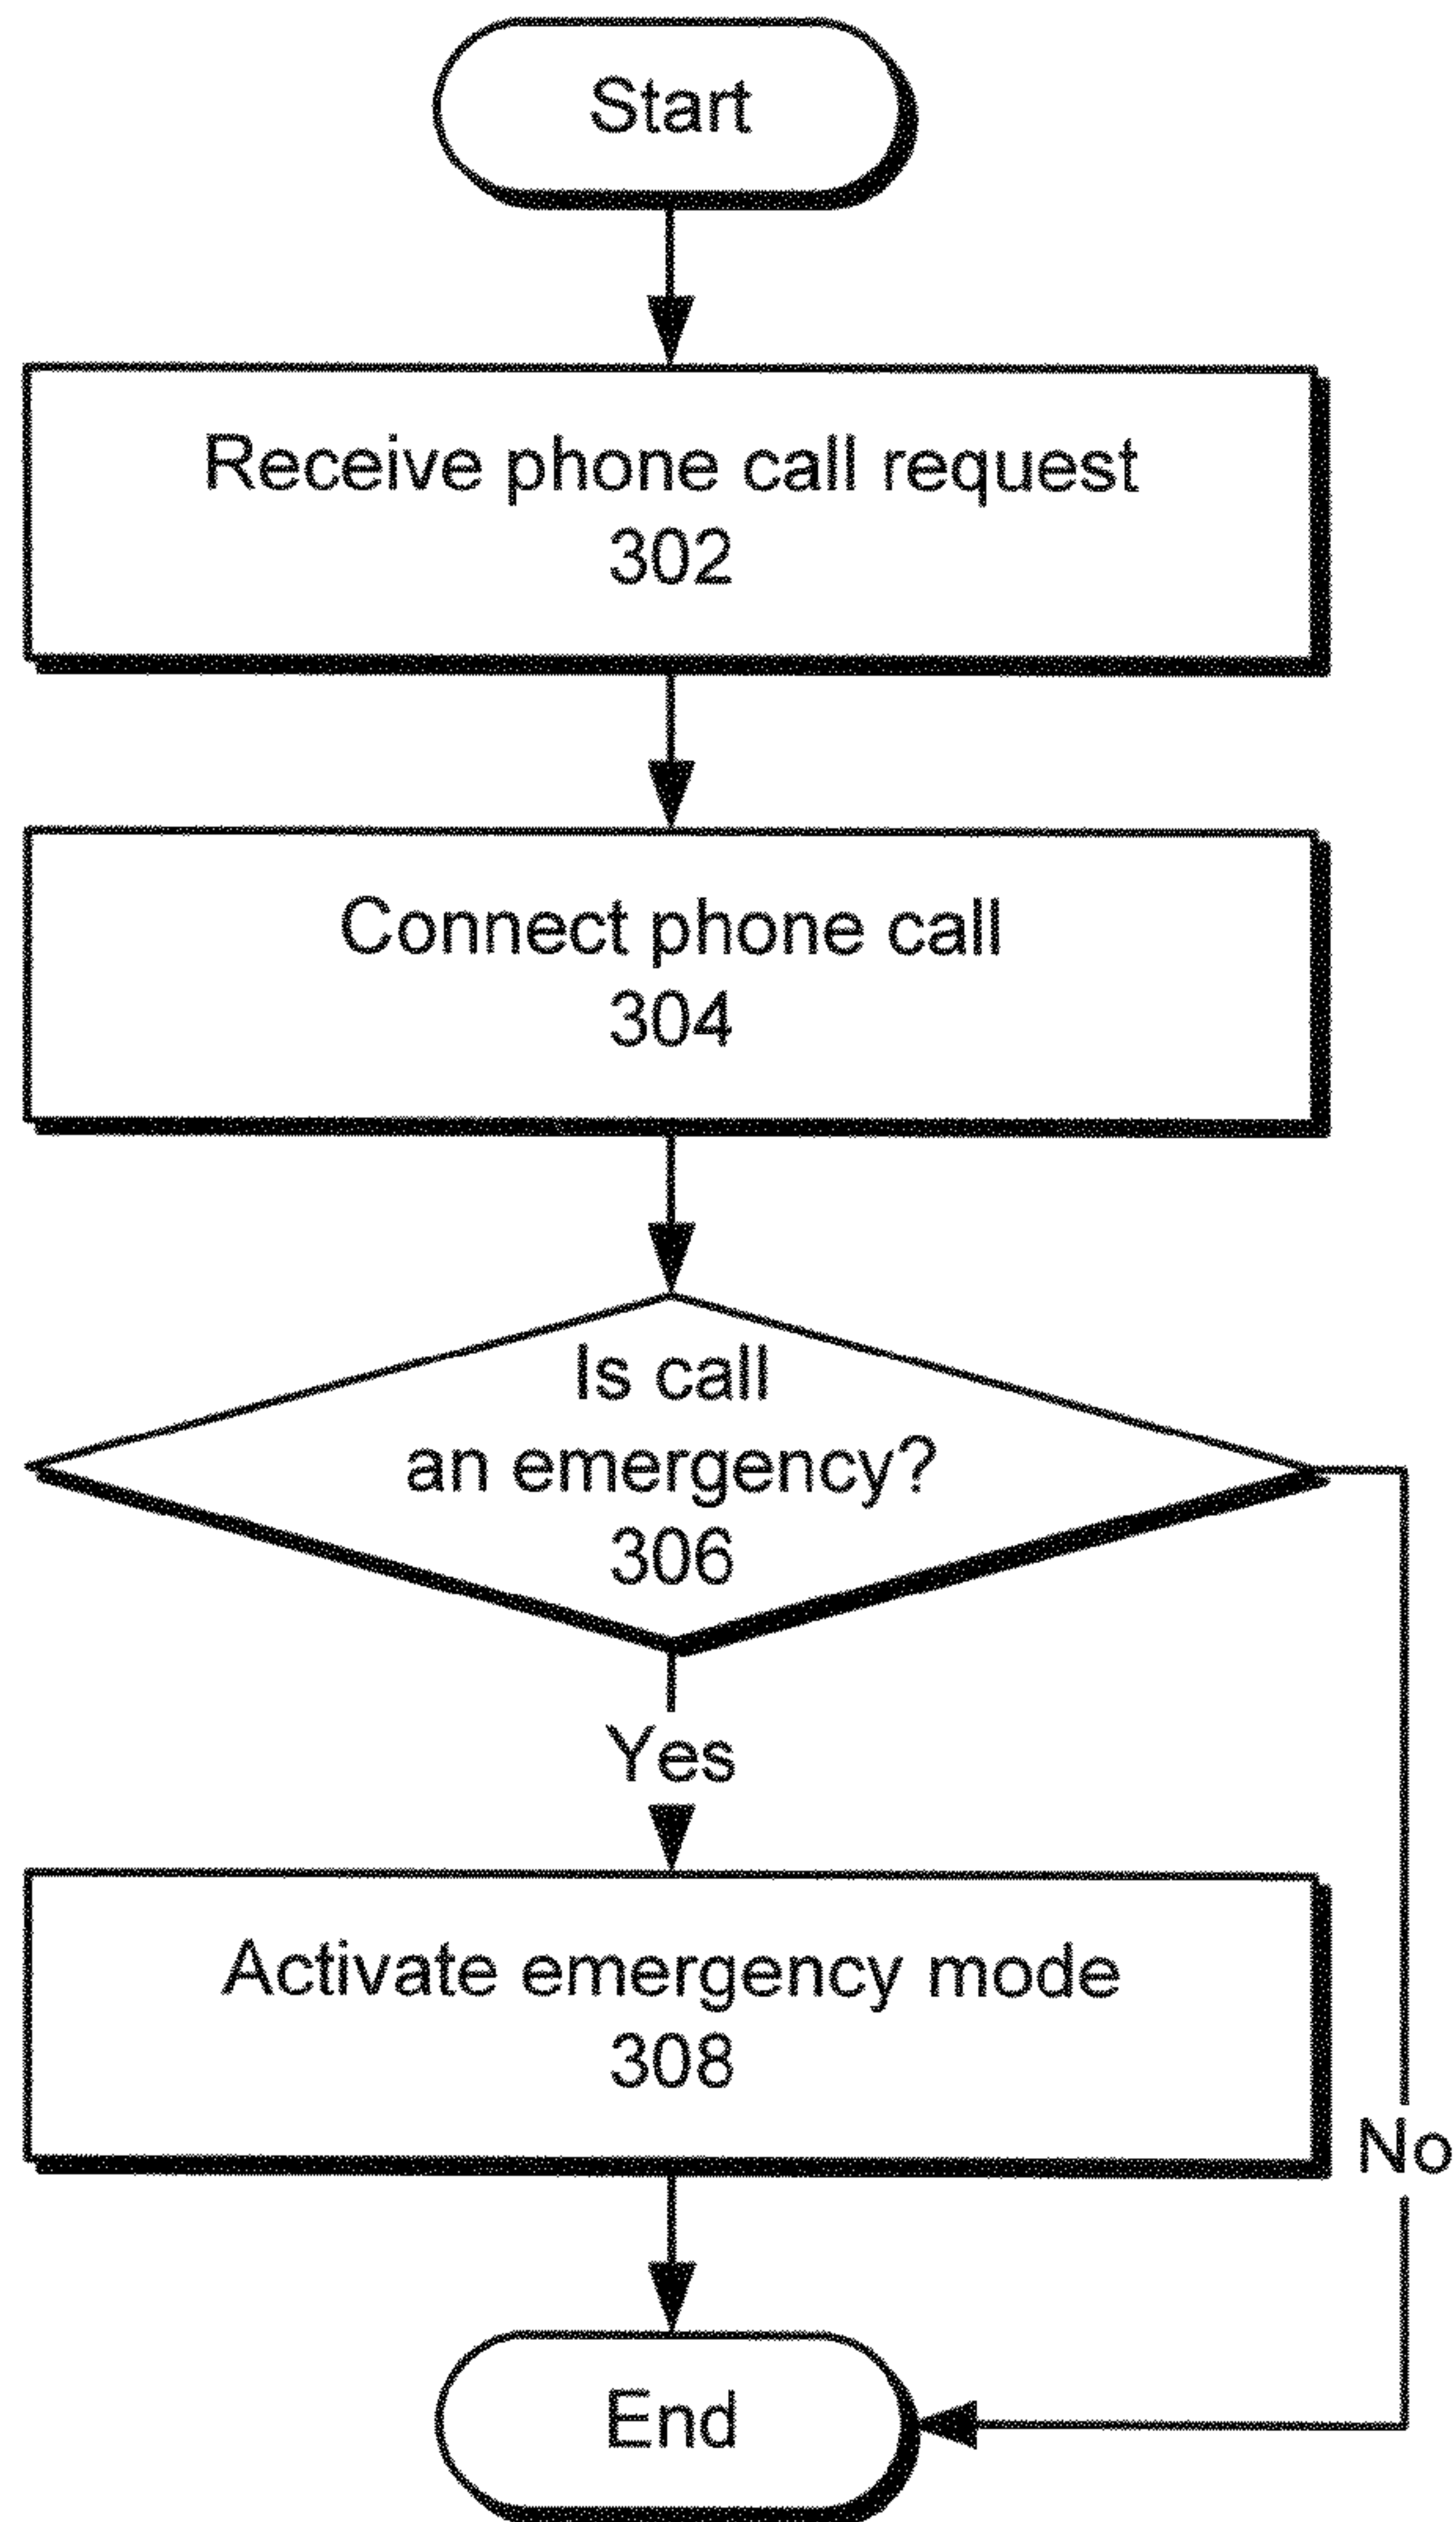 Start
Receive phone call request
302
Connect phone call
304
Is call
an emergency?
306
Yes
Activate emergency mode
308
No
End